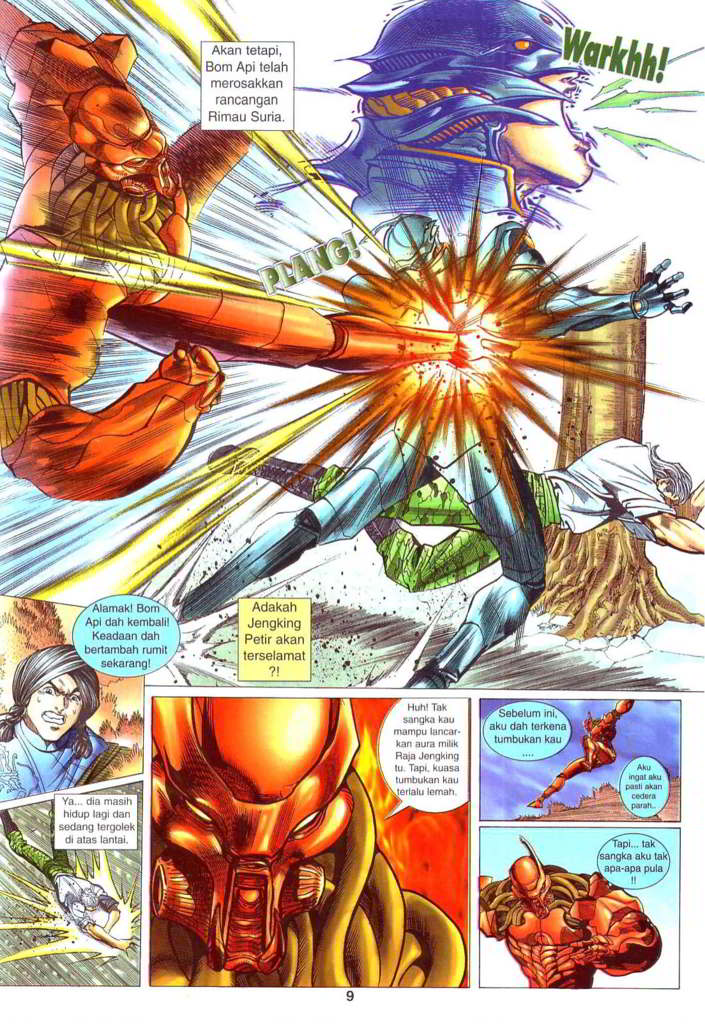 Akan tetapi,
Bom Api telah
merosakkan
rancangan
Rimau Suria.
Warkhh!
PLANG!
Alamak! Bom
Api dah kembali!
Keadaan dah
bertambah rumit
sekarang!
Adakah
Jengking
Petir akan
terselamat
?!
Ya... dia masih
hidup lagi dan
sedang tergolek
di atas lantai.
Huh! Tak
sangka kau
mampu lancar-
kan aura milik
Raja Jengking
tu. Tapi, kuasa
tumbukan kau
terlalu lemah.
Sebelum ini,
aku dah terkena
tumbukan kau
....
Aku
ingat aku
pasti akan
cedera
parah..
Tapi... tak
sangka aku tak
apa-apa pula
!!
9